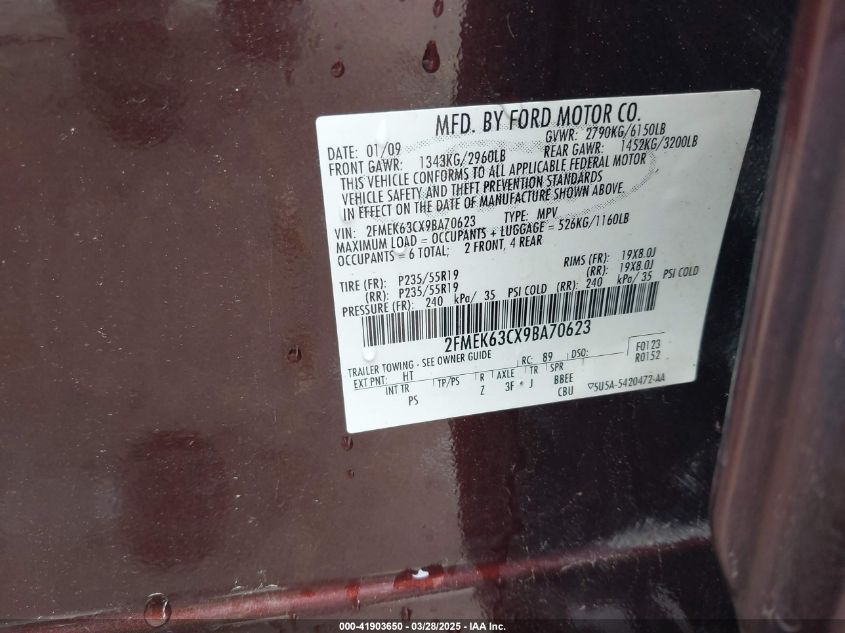 MFD. BY FORD MOTOR CO.
DATE: 01/09 GVWR: 2790KG/6150LB
FRONT GAWR: 1343KG/2960LB REAR GAWR: 1452KG/3200LB
THIS VEHICLE CONFORMS TO ALL APPLICABLE FEDERAL MOTOR
VEHICLE SAFETY AND THEFT PREVENTION STANDARDS
IN EFFECT ON THE DATE OF MANUFACTURE SHOWN ABOVE.
VIN: 2FMEK63CX9BA70623 TYPE: MPV
MAXIMUM LOAD = OCCUPANTS + LUGGAGE = 526KG/1160LB
OCCUPANTS = 6 TOTAL; 2 FRONT, 4 REAR
TIRE (FR): P235/55R19 RIMS (FR): 19X8.0J
(RR): P235/55R19 (RR): 19X8.0J
PRESSURE (FR): 240 kPa/ 35 PSI COLD (RR): 240 kPa/ 35 PSI COLD
2FMEK63CX9BA70623
TRAILER TOWING - SEE OWNER GUIDE RC: 89 DSO: F0123
R0152
EXT PNT: HT
INT TR TP/PS R AXLE TR SPR
PS Z 3F * J BBEE
CBU ▽5U5A-5420472-AA
000-41903650 - 03/28/2025 - IAA Inc.